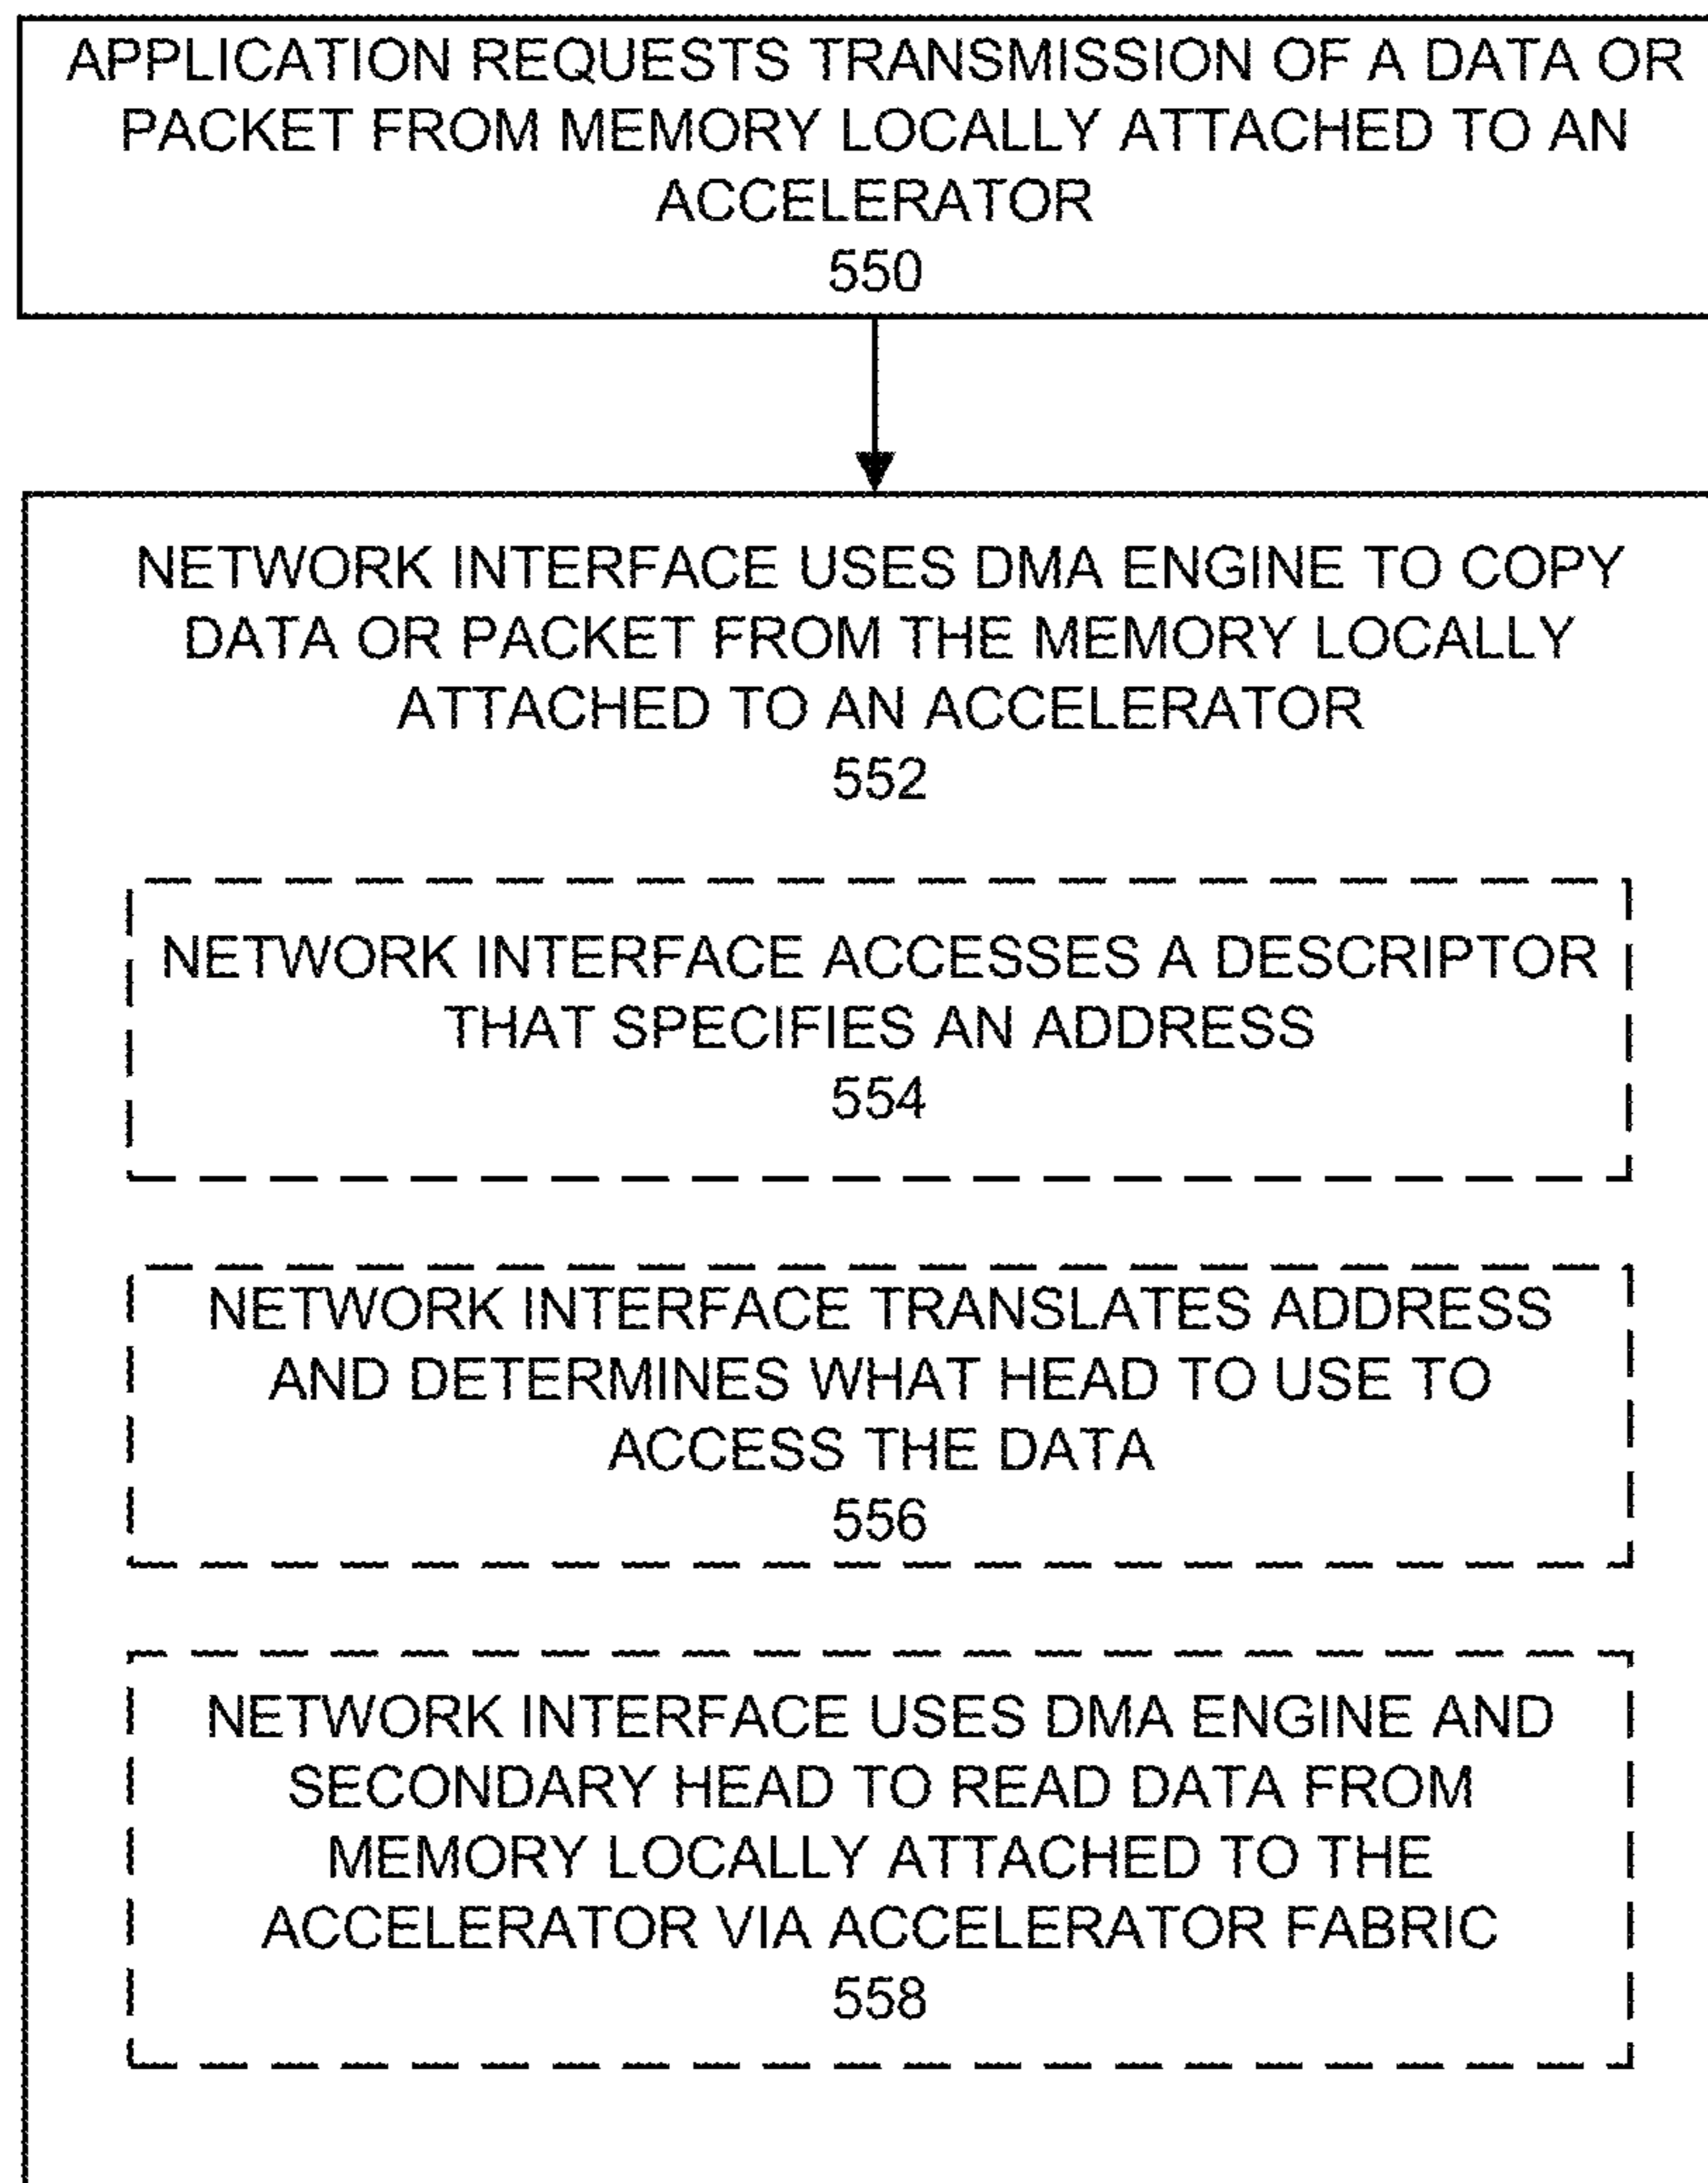 APPLICATION REQUESTS TRANSMISSION OF A DATA OR
PACKET FROM MEMORY LOCALLY ATTACHED TO AN
ACCELERATOR
550
NETWORK INTERFACE USES DMA ENGINE TO COPY
DATA OR PACKET FROM THE MEMORY LOCALLY
ATTACHED TO AN ACCELERATOR
552
NETWORK INTERFACE ACCESSES A DESCRIPTOR
THAT SPECIFIES AN ADDRESS
554
NETWORK INTERFACE TRANSLATES ADDRESS
AND DETERMINES WHAT HEAD TO USE TO
ACCESS THE DATA
556
NETWORK INTERFACE USES DMA ENGINE AND
SECONDARY HEAD TO READ DATA FROM
MEMORY LOCALLY ATTACHED TO THE
ACCELERATOR VIA ACCELERATOR FABRIC
558